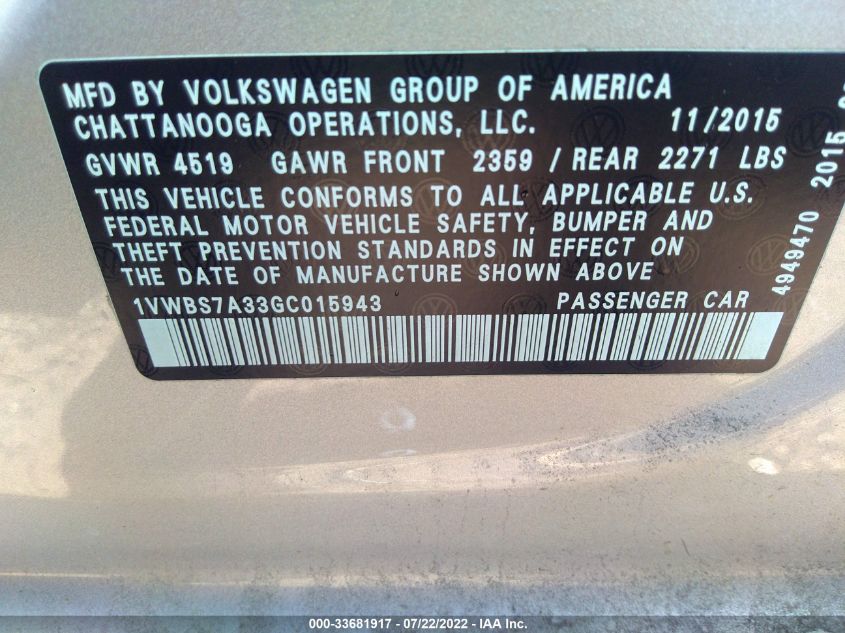 MFD BY VOLKSWAGEN GROUP OF AMERICA
CHATTANOOGA OPERATIONS, LLC. 11/2015
GVWR 4519 GAWR FRONT 2359 / REAR 2271 LBS
THIS VEHICLE CONFORMS TO ALL APPLICABLE U.S.
FEDERAL MOTOR VEHICLE SAFETY, BUMPER AND
THEFT PREVENTION STANDARDS IN EFFECT ON
THE DATE OF MANUFACTURE SHOWN ABOVE
1VWBS7A33GC015943 PASSENGER CAR
4949470 2015
000-33681917 - 07/22/2022 - IAA Inc.